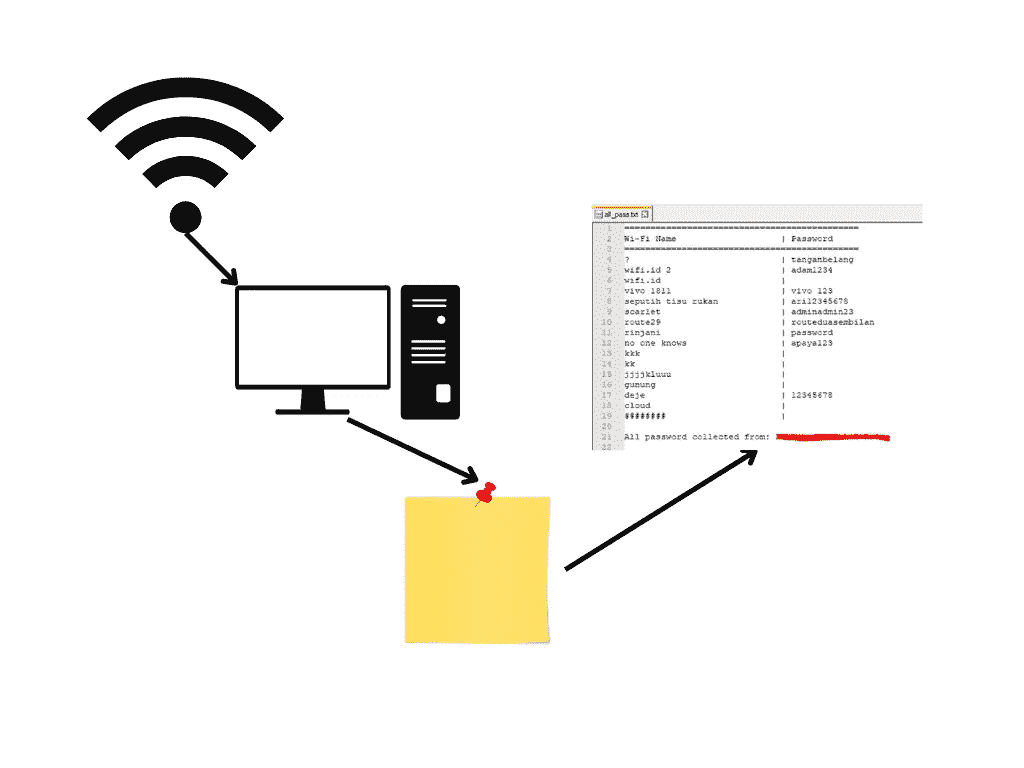 all_pass.txt
1 ==================================================
2 Wi-Fi Name | Password
3 ==================================================
4 ? | tanganbelang
5 wifi.id 2 | adam1234
6 wifi.id |
7 vivo 1811 | vivo 123
8 seputih tisu rukan | ari12345678
9 scarlet | adminadmin23
10 route29 | routeduasembilan
11 rinjani | password
12 no one knows | apaya123
13 kkk |
14 kk |
15 jjjjkluuu |
16 gunung |
17 deje | 12345678
18 cloud |
19 ######## |
20
21 All password collected from:
22